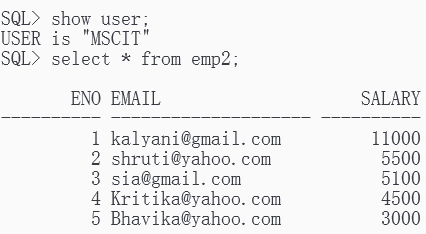 SQL> show user;
USER is "MSCIT"
SQL> select * from emp2;
ENO EMAIL SALARY
---------- -------------------- ----------
1 kalyani@gmail.com 11000
2 shruti@yahoo.com 5500
3 sia@gmail.com 5100
4 Kritika@yahoo.com 4500
5 Bhavika@yahoo.com 3000